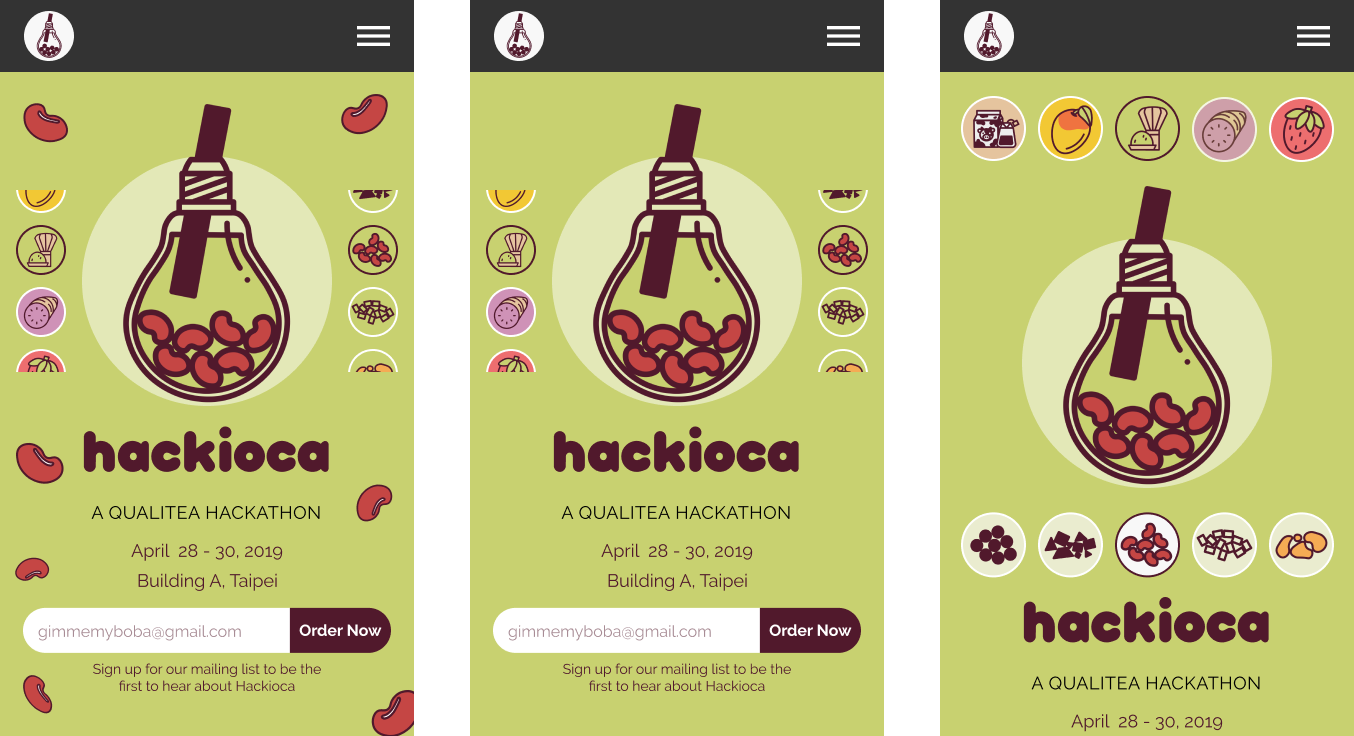 hackioca
A QUALITEA HACKATHON
April 28 - 30, 2019
Building A, Taipei
gimmemyboba@gmail.com
Order Now
Sign up for our mailing list to be the
first to hear about Hackioca
hackioca
A QUALITEA HACKATHON
April 28 - 30, 2019
Building A, Taipei
gimmemyboba@gmail.com
Order Now
Sign up for our mailing list to be the
first to hear about Hackioca
hackioca
A QUALITEA HACKATHON
April 28 - 30, 2019